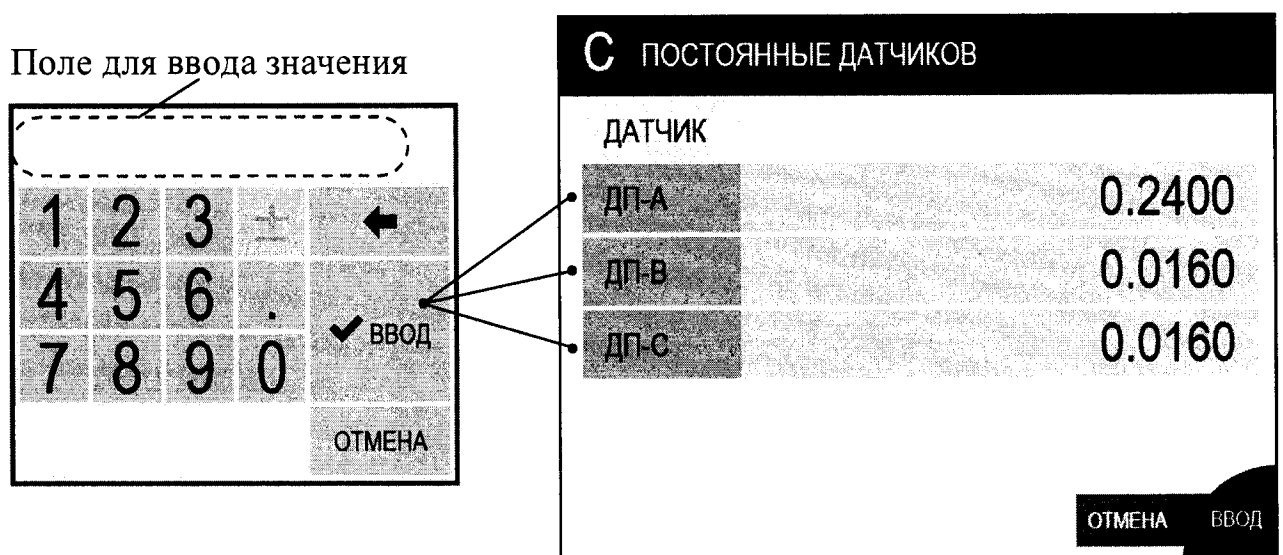 Поле для ввода значения
1 2 3 ±
4 5 6 .
ВВОД
7 8 9 0
ОТМЕНА
С ПОСТОЯННЫЕ ДАТЧИКОВ
ДАТЧИК
ДП-А 0.2400
ДП-В 0.0160
ДП-С 0.0160
ОТМЕНА ВВОД